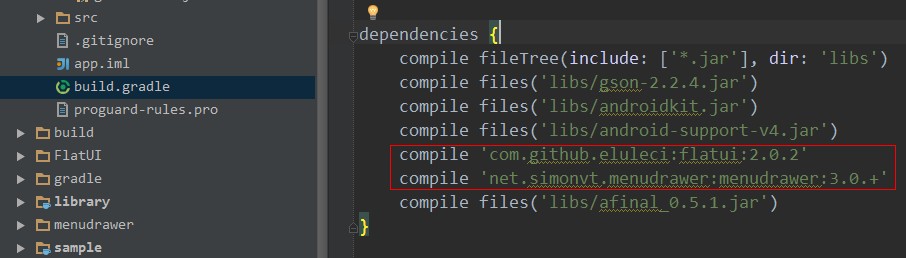 src
.gitignore
app.iml
build.gradle
proguard-rules.pro
build
FlatUI
gradle
library
menudrawer
sample
dependencies {
compile fileTree(include: ['*.jar'], dir: 'libs')
compile files('libs/gson-2.2.4.jar')
compile files('libs/androidkit.jar')
compile files('libs/android-support-v4.jar')
compile 'com.github.eluleci:flatui:2.0.2'
compile 'net.simonvt.menudrawer:menudrawer:3.0.+'
compile files('libs/afinal_0.5.1.jar')
}